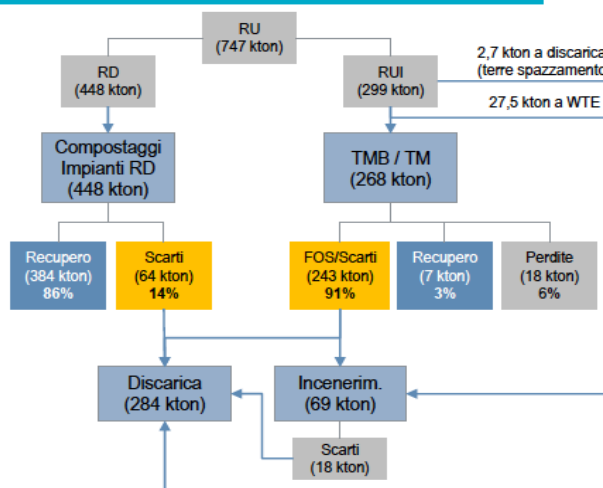 RU
(747 kton)
RD
(448 kton)
RUI
(299 kton)
2,7 kton a discarica
(terre spazzamento
27,5 kton a WTE
Compostaggi
Impianti RD
(448 kton)
TMB / TM
(268 kton)
Recupero
(384 kton)
86%
Scarti
(64 kton)
14%
FOS/Scarti
(243 kton)
91%
Recupero
(7 kton)
3%
Perdite
(18 kton)
6%
Discarica
(284 kton)
Incenerim.
(69 kton)
Scarti
(18 kton)